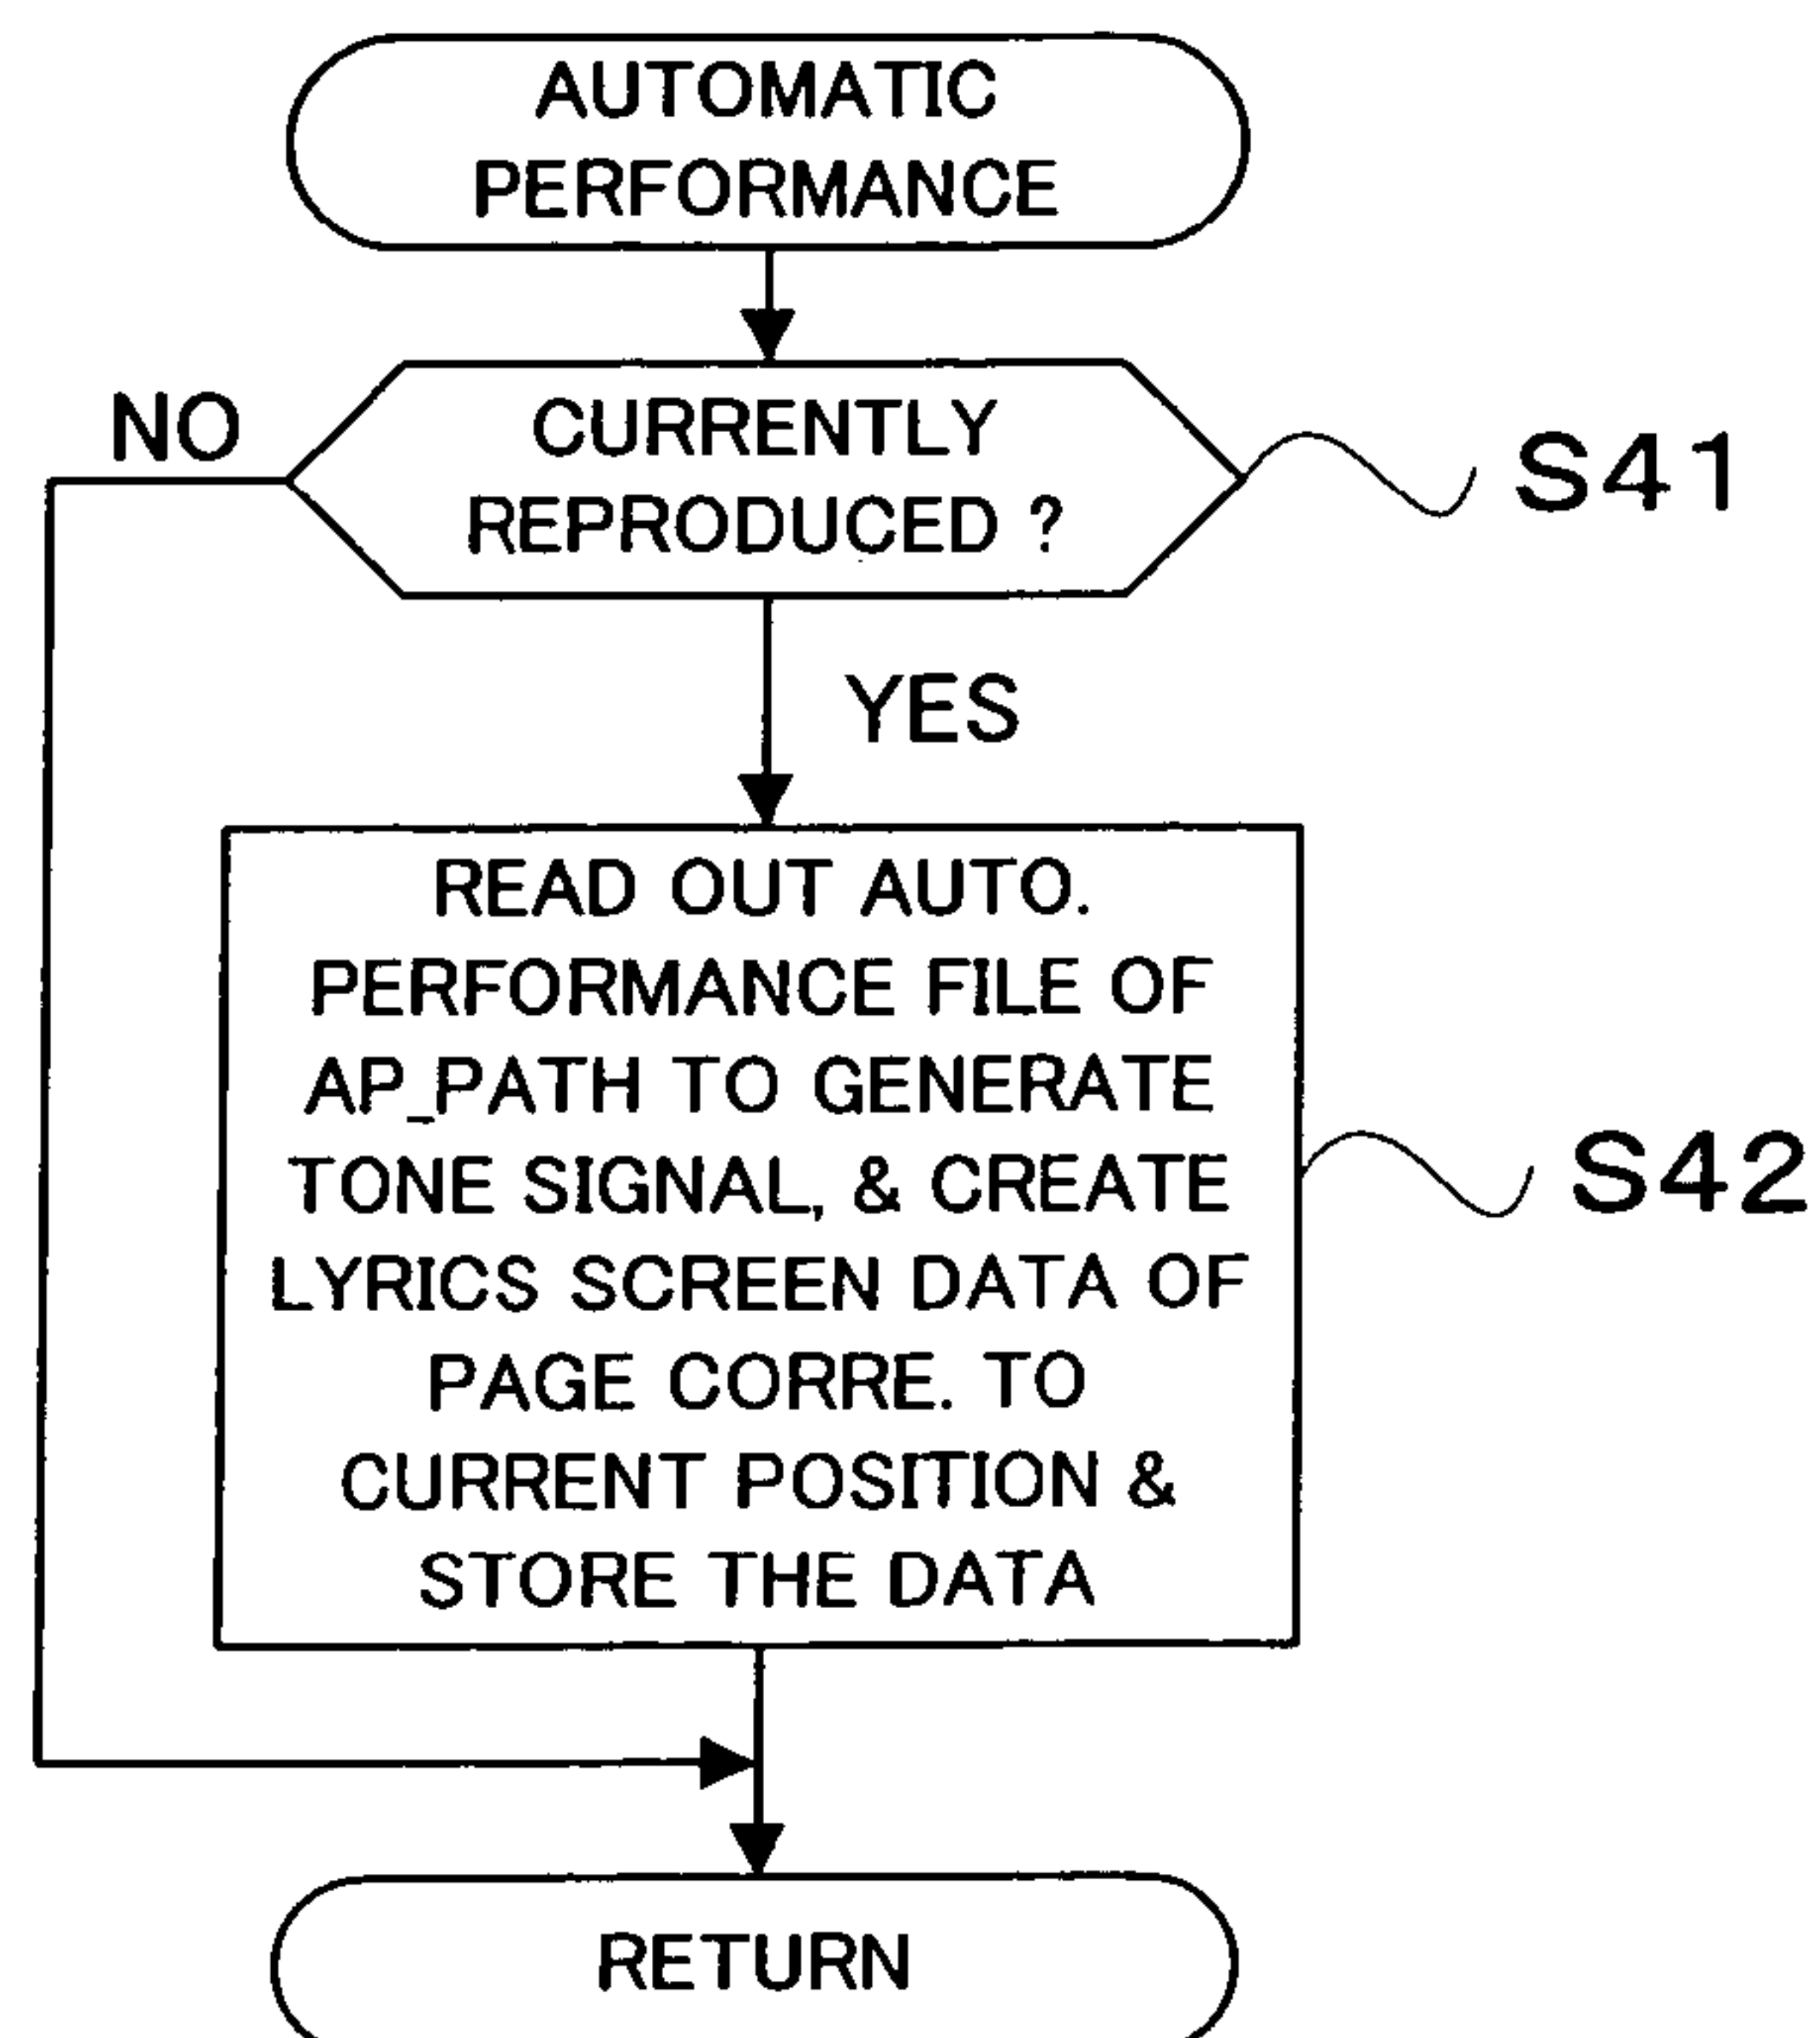 AUTOMATIC
PERFORMANCE
NO
CURRENTLY
REPRODUCED ?
S41
YES
READ OUT AUTO.
PERFORMANCE FILE OF
AP_PATH TO GENERATE
TONE SIGNAL, & CREATE
LYRICS SCREEN DATA OF
PAGE CORRE. TO
CURRENT POSITION &
STORE THE DATA
S42
RETURN